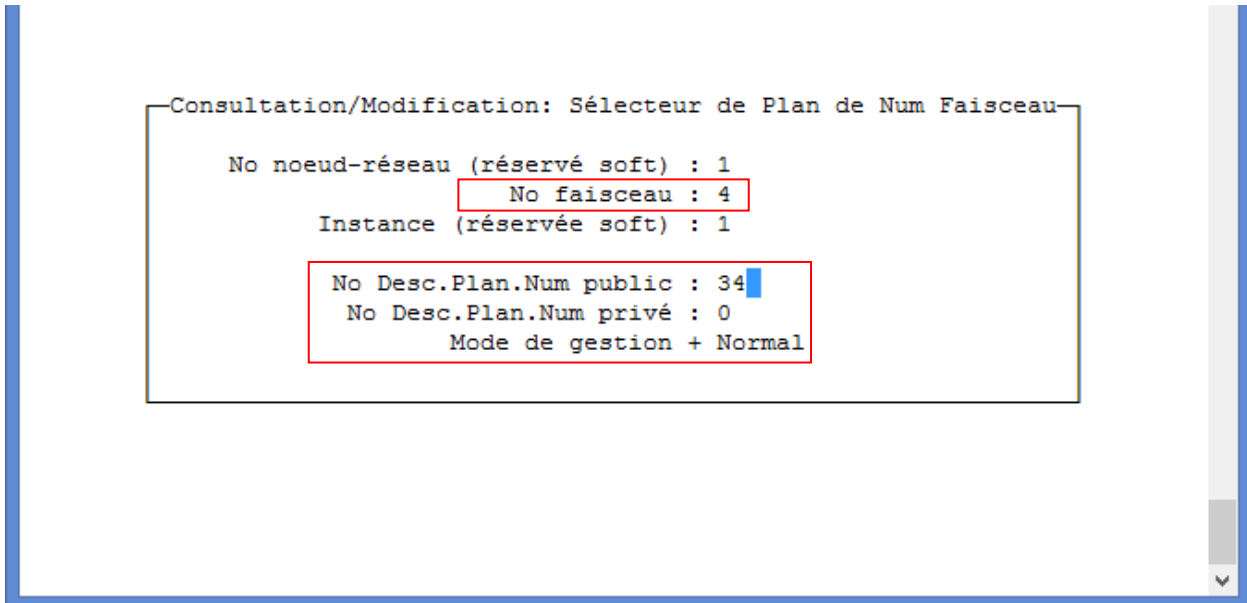 Consultation/Modification: Sélecteur de Plan de Num Faisceau
No noeud-réseau (réservé soft) : 1
No faisceau : 4
Instance (réservée soft) : 1
No Desc.Plan.Num public : 34
No Desc.Plan.Num privé : 0
Mode de gestion + Normal